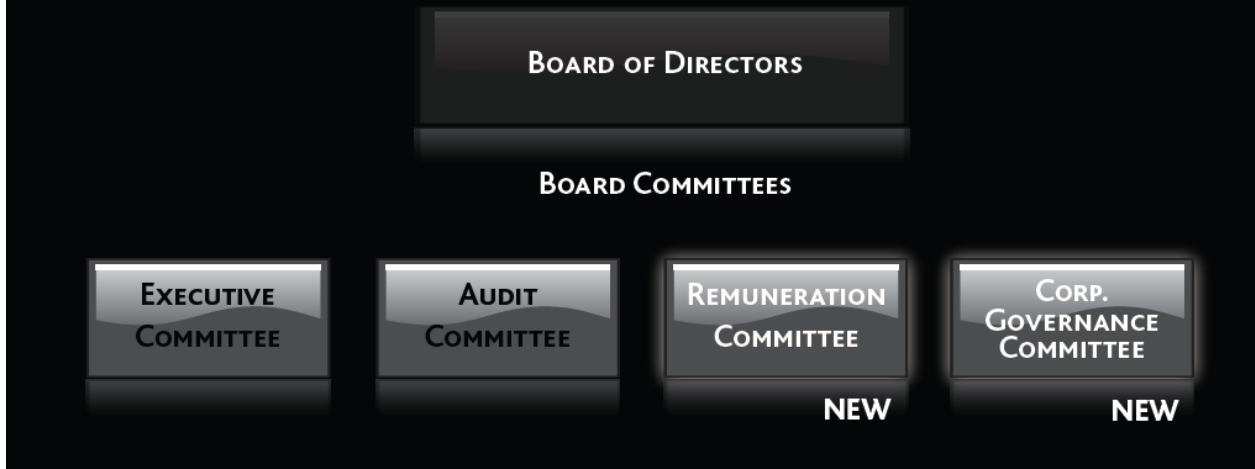 Board of Directors
Board Committees
Executive
Committee
Audit
Committee
Remuneration
Committee
Corp.
Governance
Committee
NEW
NEW